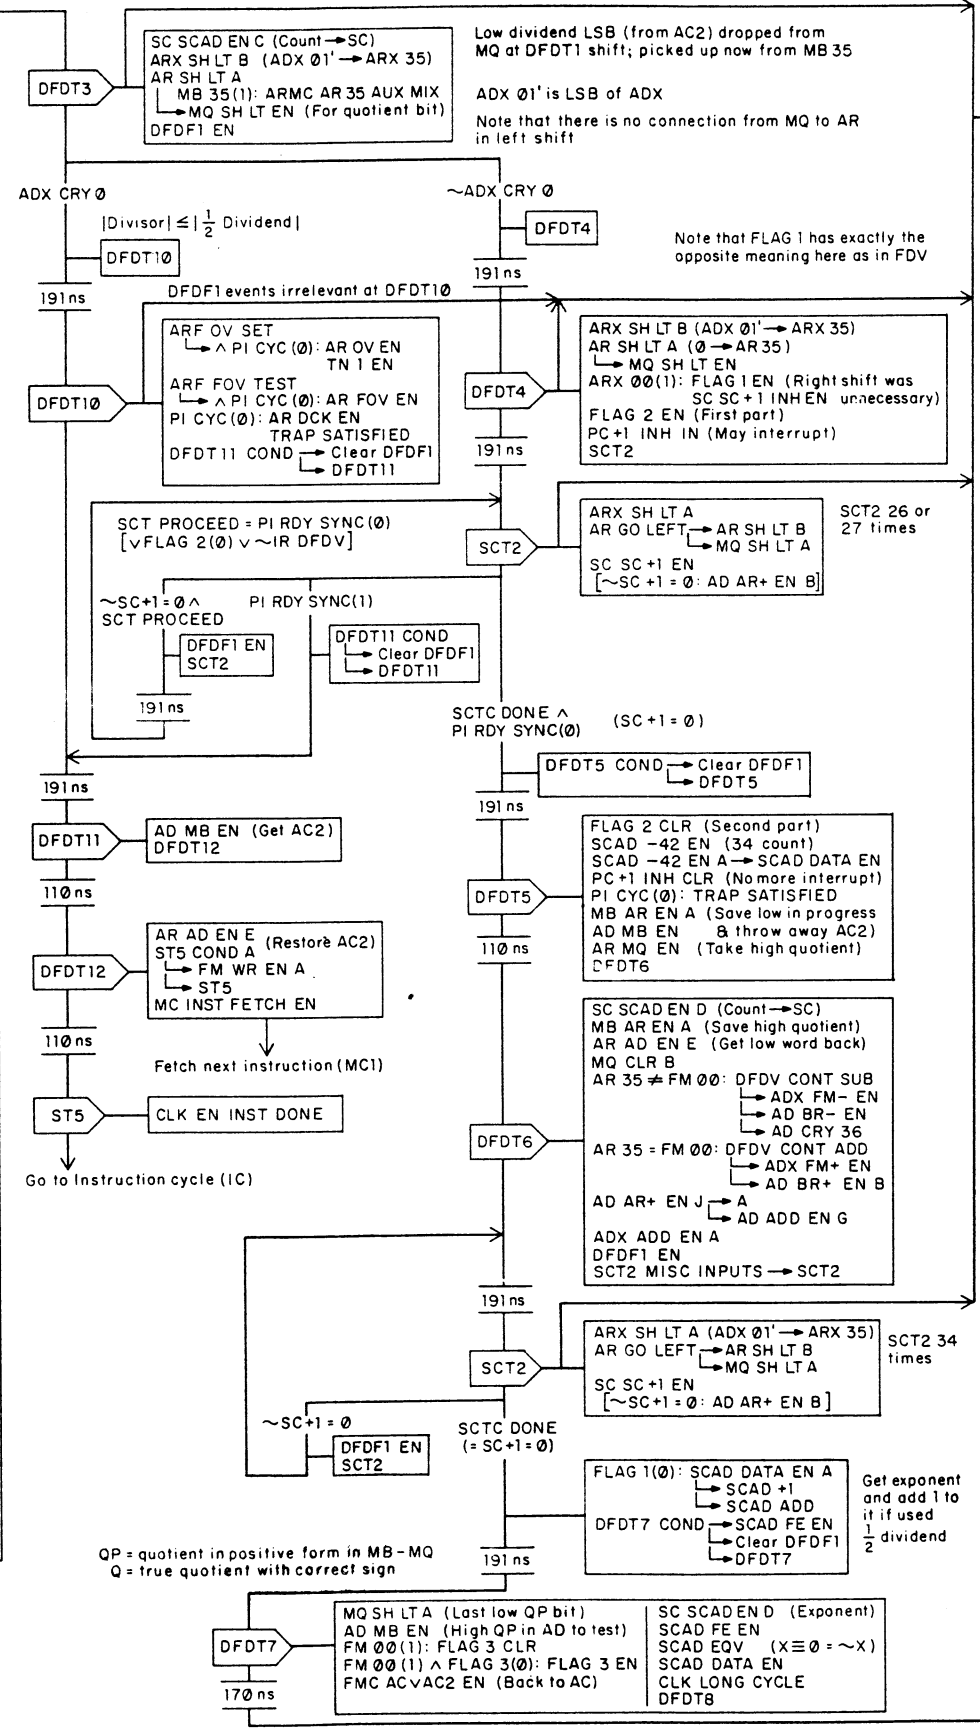 SC SCAD EN C (Count→SC)
ARX SH LT B (ADX Ø1'→ARX 35)
AR SH LT A
MB 35(1): ARMC AR 35 AUX MIX
MQ SH LT EN (For quotient bit)
DFDF1 EN
DFDT3
Low dividend LSB (from AC2) dropped from
MQ at DFDT1 shift; picked up now from MB 35
ADX Ø1' is LSB of ADX
Note that there is no connection from MQ to AR
in left shift
ADX CRY Ø
~ADX CRY Ø
|Divisor| ≤ |1/2 Dividend|
DFDT10
DFDT4
191 ns
191 ns
Note that FLAG 1 has exactly the
opposite meaning here as in FDV
DFDF1 events irrelevant at DFDT10
DFDT10
ARF OV SET
∧ PI CYC (Ø): AR OV EN
TN 1 EN
ARF FOV TEST
∧ PI CYC (Ø): AR FOV EN
PI CYC(Ø): AR DCK EN
TRAP SATISFIED
DFDT11 COND → Clear DFDF1
→ DFDT11
DFDT4
ARX SH LT B (ADX Ø1'→ARX 35)
AR SH LT A (Ø→AR35)
MQ SH LT EN
ARX ØØ(1): FLAG 1 EN (Right shift was
SC SC+1 INH EN unnecessary)
FLAG 2 EN (First part)
PC+1 INH IN (May interrupt)
SCT2
191 ns
SCT PROCEED = PI RDY SYNC(Ø)
[∨FLAG 2(Ø) ∨ ~IR DFDV]
SCT2
ARX SH LT A
AR GO LEFT→AR SH LT B
→MQ SH LT A
SC SC+1 EN
[~SC+1=Ø: AD AR+ EN B]
SCT2 26 or
27 times
~SC+1=Ø ∧
SCT PROCEED
PI RDY SYNC(1)
DFDF1 EN
SCT2
DFDT11 COND
→ Clear DFDF1
→ DFDT11
191 ns
SCTC DONE ∧
PI RDY SYNC(Ø)
(SC+1=Ø)
DFDT5 COND→Clear DFDF1
→DFDT5
191 ns
191 ns
DFDT11
AD MB EN (Get AC2)
DFDT12
110 ns
DFDT5
FLAG 2 CLR (Second part)
SCAD -42 EN (34 count)
SCAD -42 EN A→SCAD DATA EN
PC+1 INH CLR (No more interrupt)
PI CYC(Ø): TRAP SATISFIED
MB AR EN A (Save low in progress
AD MB EN & throw away AC2)
AR MQ EN (Take high quotient)
DFDT6
110 ns
DFDT12
AR AD EN E (Restore AC2)
ST5 COND A
→ FM WR EN A
→ ST5
MC INST FETCH EN
110 ns
Fetch next instruction (MC1)
ST5
CLK EN INST DONE
Go to Instruction cycle (IC)
DFDT6
SC SCAD EN D (Count→SC)
MB AR EN A (Save high quotient)
AR AD EN E (Get low word back)
MQ CLR B
AR 35 ≠ FM ØØ: DFDV CONT SUB
→ ADX FM- EN
→ AD BR- EN
→ AD CRY 36
AR 35 = FM ØØ: DFDV CONT ADD
→ ADX FM+ EN
→ AD BR+ EN B
AD AR+ EN J→A
→AD ADD EN G
ADX ADD EN A
DFDF1 EN
SCT2 MISC INPUTS→SCT2
191 ns
SCT2
ARX SH LT A (ADX Ø1'→ARX 35)
AR GO LEFT→AR SH LT B
→MQ SH LT A
SC SC+1 EN
[~SC+1=Ø: AD AR+ EN B]
SCT2 34
times
~SC+1=Ø
DFDF1 EN
SCT2
SCTC DONE
(=SC+1=Ø)
FLAG 1(Ø): SCAD DATA EN A
→SCAD +1
→SCAD ADD
DFDT7 COND→SCAD FE EN
→Clear DFDF1
→DFDT7
Get exponent
and add 1 to
it if used
1/2 dividend
191 ns
QP = quotient in positive form in MB-MQ
Q = true quotient with correct sign
DFDT7
MQ SH LT A (Last low QP bit)
AD MB EN (High QP in AD to test)
FM ØØ(1): FLAG 3 CLR
FM ØØ(1) ∧ FLAG 3(Ø): FLAG 3 EN
FMC AC∨AC2 EN (Back to AC)
SC SCAD EN D (Exponent)
SCAD FE EN
SCAD EQV (X≡Ø=~X)
SCAD DATA EN
CLK LONG CYCLE
DFDT8
170 ns